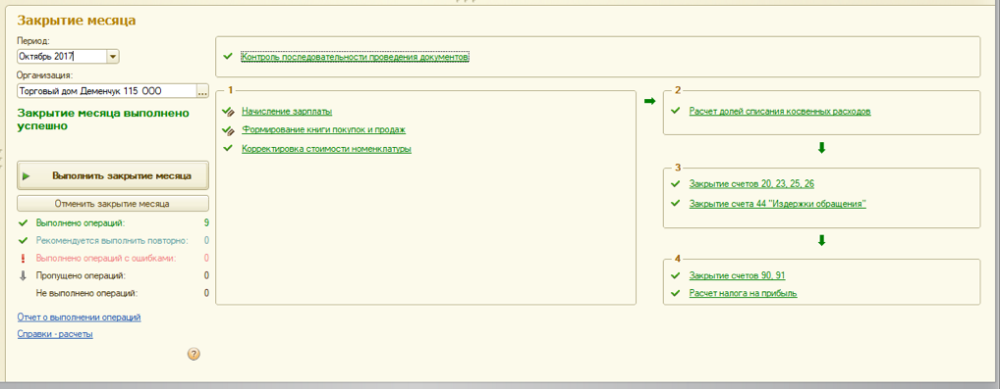 Закрытие месяца
Период:
Октябрь 2017
Организация:
Торговый дом Деменчук 115 ООО
...
Закрытие месяца выполнено
успешно
Выполнить закрытие месяца
Отменить закрытие месяца
Выполнено операций: 9
Рекомендуется выполнить повторно: 0
Выполнено операций с ошибками: 0
Пропущено операций: 0
Не выполнено операций: 0
Отчет о выполнении операций
Справки - расчеты
?
Контроль последовательности проведения документов
1
Начисление зарплаты
Формирование книги покупок и продаж
Корректировка стоимости номенклатуры
2
Расчет долей списания косвенных расходов
3
Закрытие счетов 20, 23, 25, 26
Закрытие счета 44 "Издержки обращения"
4
Закрытие счетов 90, 91
Расчет налога на прибыль